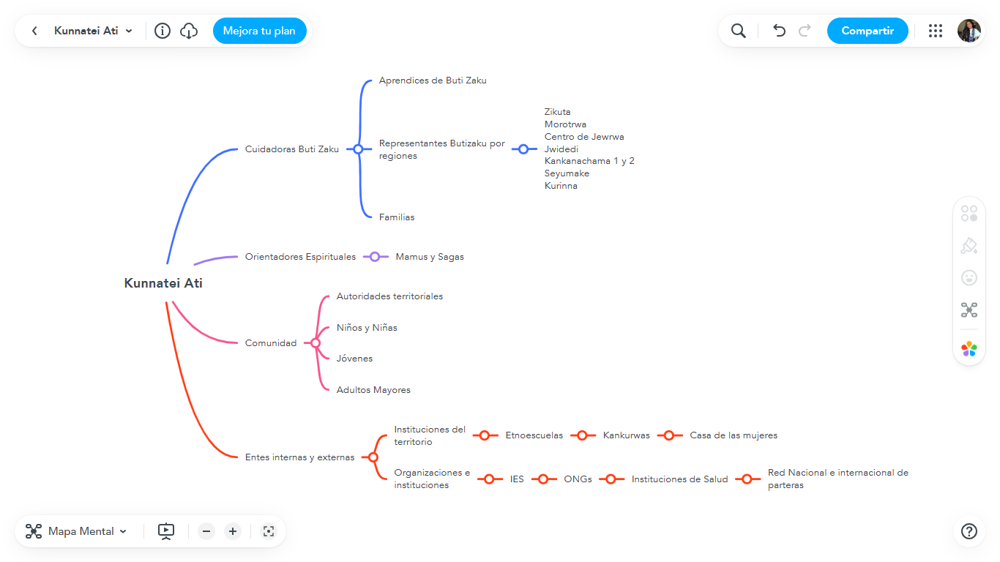 Kunnatei Ati
Mejora tu plan
Compartir
Aprendices de Buti Zaku
Zikuta
Morotrwa
Centro de Jewrwa
Jwidedi
Kankanachama 1 y 2
Seyumake
Kurinna
Cuidadoras Buti Zaku
Representantes Butizaku por
regiones
Familias
Orientadores Espirituales
Mamus y Sagas
Kunnatei Ati
Autoridades territoriales
Niños y Niñas
Comunidad
Jóvenes
Adultos Mayores
Entes internas y externas
Instituciones del
territorio
Etnoescuelas
Kankurwas
Casa de las mujeres
Organizaciones e
instituciones
IES
ONGs
Instituciones de Salud
Red Nacional e internacional de
parteras
Mapa Mental